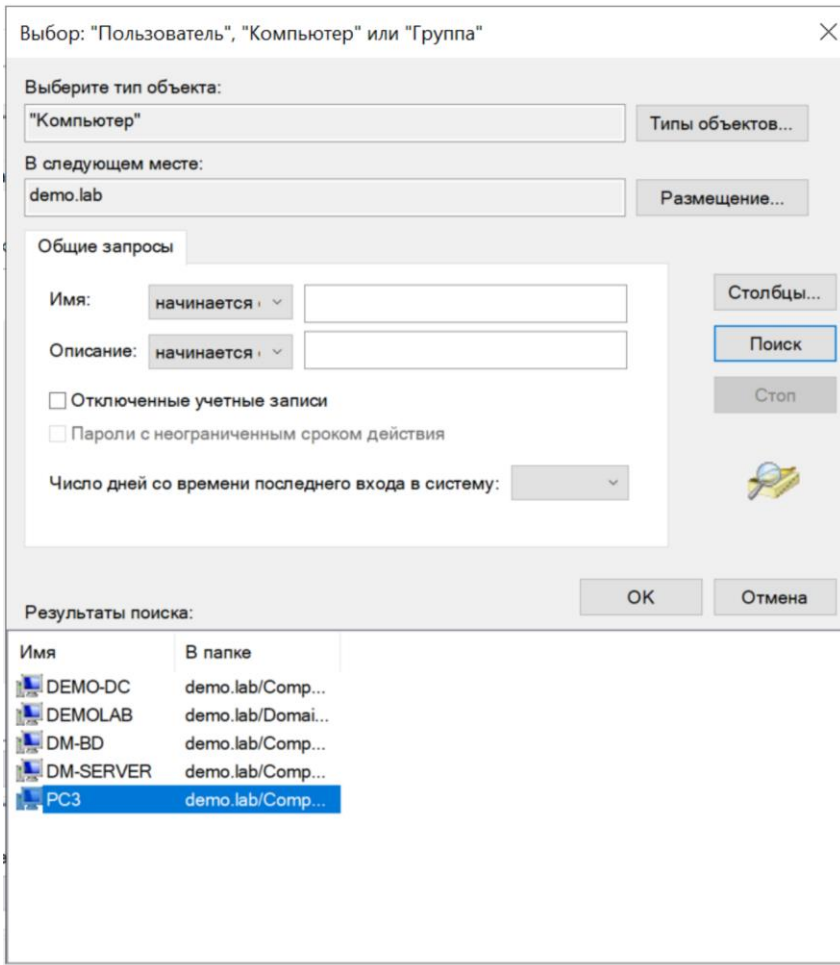 Выбор: "Пользователь", "Компьютер" или "Группа"
Выберите тип объекта:
"Компьютер"
Типы объектов...
В следующем месте:
demo.lab
Размещение...
Общие запросы
Имя:
начинается
Столбцы...
Описание:
начинается
Поиск
Отключенные учетные записи
Стоп
Пароли с неограниченным сроком действия
Число дней со времени последнего входа в систему:
OK
Отмена
Результаты поиска:
Имя В папке
DEMO-DC demo.lab/Comp...
DEMOLAB demo.lab/Domai...
DM-BD demo.lab/Comp...
DM-SERVER demo.lab/Comp...
PC3 demo.lab/Comp...